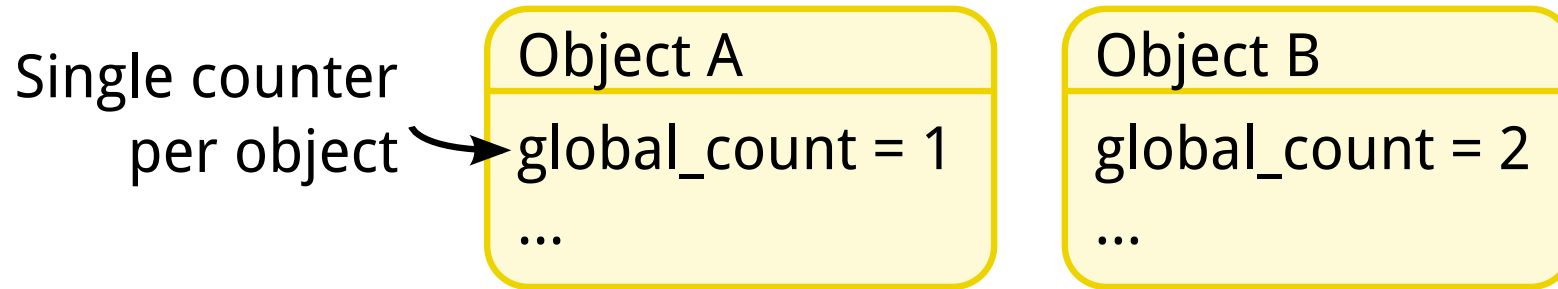 Single counter
per object
Object A
global_count = 1
...
Object B
global_count = 2
...